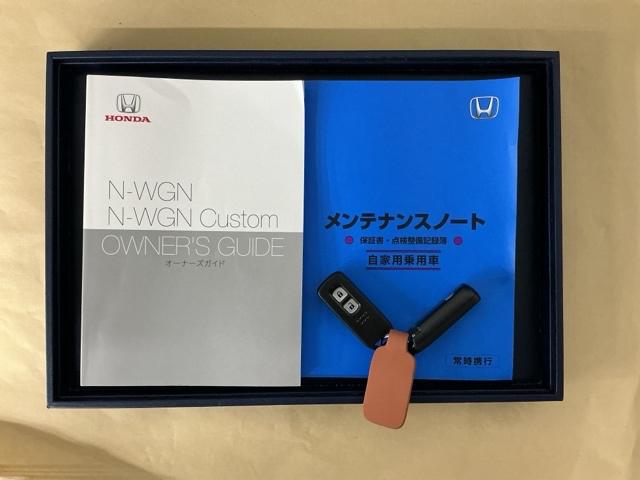 HONDA
N-WGN
N-WGN Custom
OWNER'S GUIDE
オーナーズガイド
メンテナンスノート
保証書・点検整備記録簿
自家用乗用車
常時携行